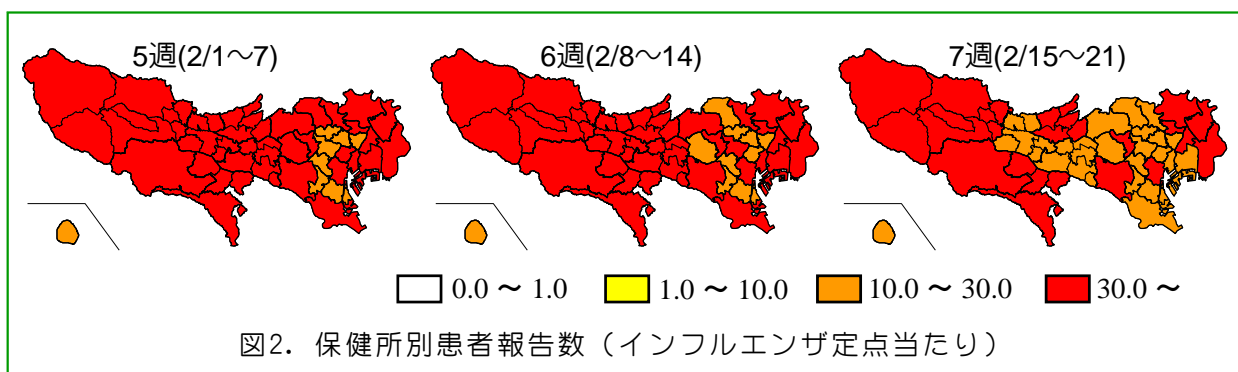 5週(2/1～7)
6週(2/8～14)
7週(2/15～21)
0.0 ～ 1.0
1.0 ～ 10.0
10.0 ～ 30.0
30.0 ～
図2. 保健所別患者報告数（インフルエンザ定点当たり）